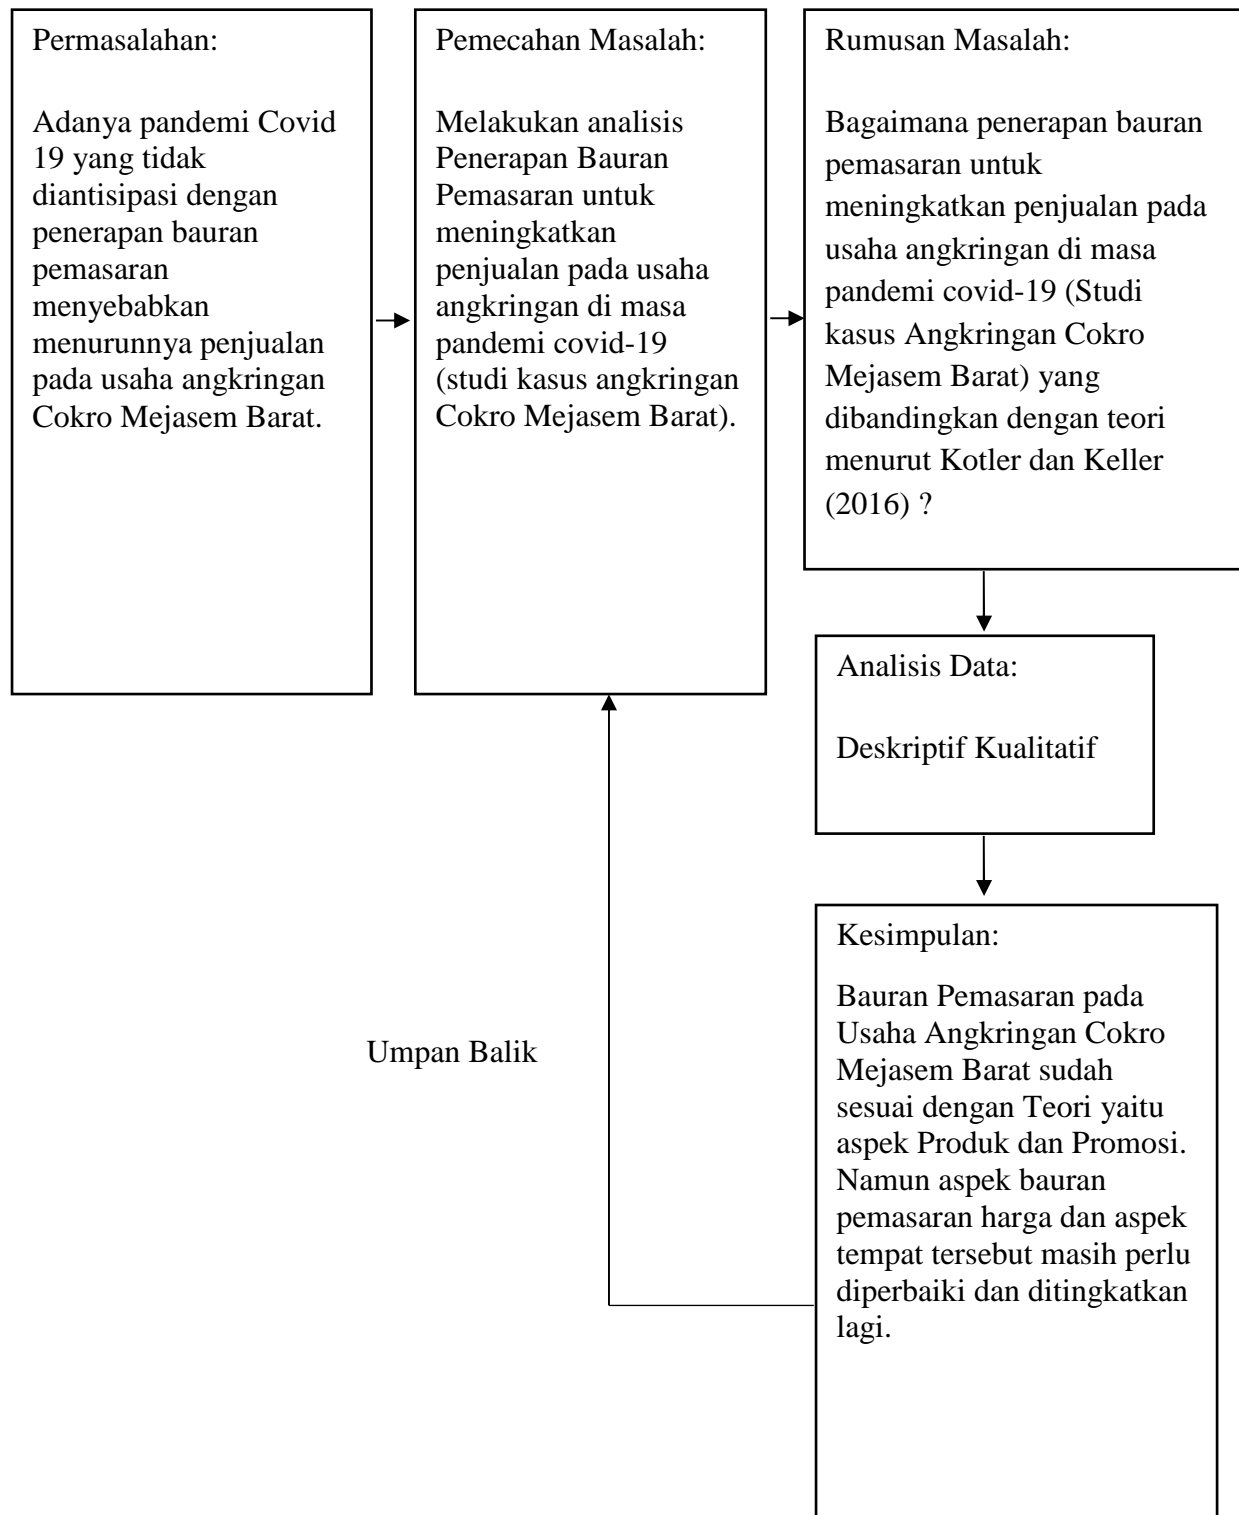 Permasalahan:
Adanya pandemi Covid
19 yang tidak
diantisipasi dengan
penerapan bauran
pemasaran
menyebabkan
menurunnya penjualan
pada usaha angkringan
Cokro Mejasem Barat.
Pemecahan Masalah:
Melakukan analisis
Penerapan Bauran
Pemasaran untuk
meningkatkan
penjualan pada usaha
angkringan di masa
pandemi covid-19
(studi kasus angkringan
Cokro Mejasem Barat).
Rumusan Masalah:
Bagaimana penerapan bauran
pemasaran untuk
meningkatkan penjualan pada
usaha angkringan di masa
pandemi covid-19 (Studi
kasus Angkringan Cokro
Mejasem Barat) yang
dibandingkan dengan teori
menurut Kotler dan Keller
(2016) ?
Analisis Data:
Deskriptif Kualitatif
Kesimpulan:
Bauran Pemasaran pada
Usaha Angkringan Cokro
Mejasem Barat sudah
sesuai dengan Teori yaitu
aspek Produk dan Promosi.
Namun aspek bauran
pemasaran harga dan aspek
tempat tersebut masih perlu
diperbaiki dan ditingkatkan
lagi.
Umpan Balik